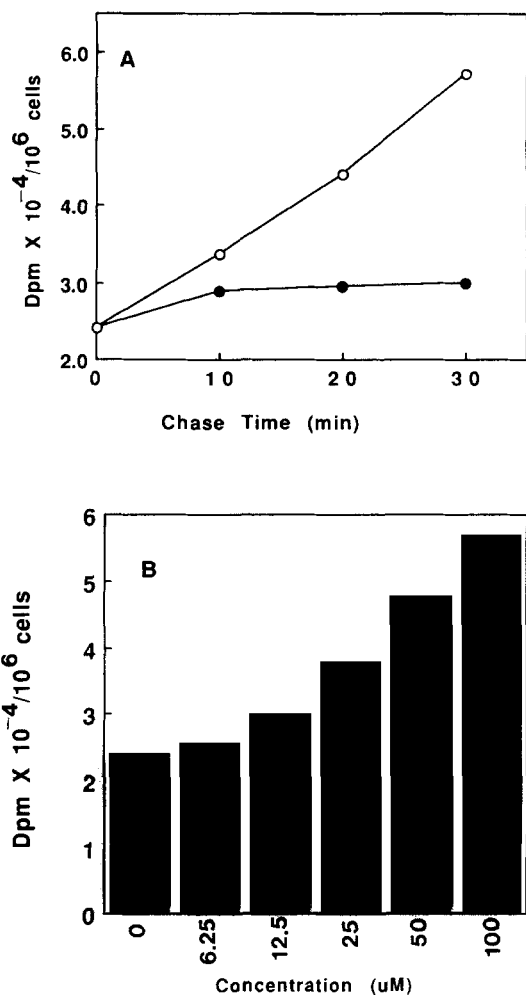 A
6.0
5.0
4.0
3.0
2.0
Dpm X 10⁻⁴/10⁶ cells
0 10 20 30
Chase Time (min)
B
6
5
4
3
2
1
0
Dpm X 10⁻⁴/10⁶ cells
0 6.25 12.5 25 50 100
Concentration (uM)